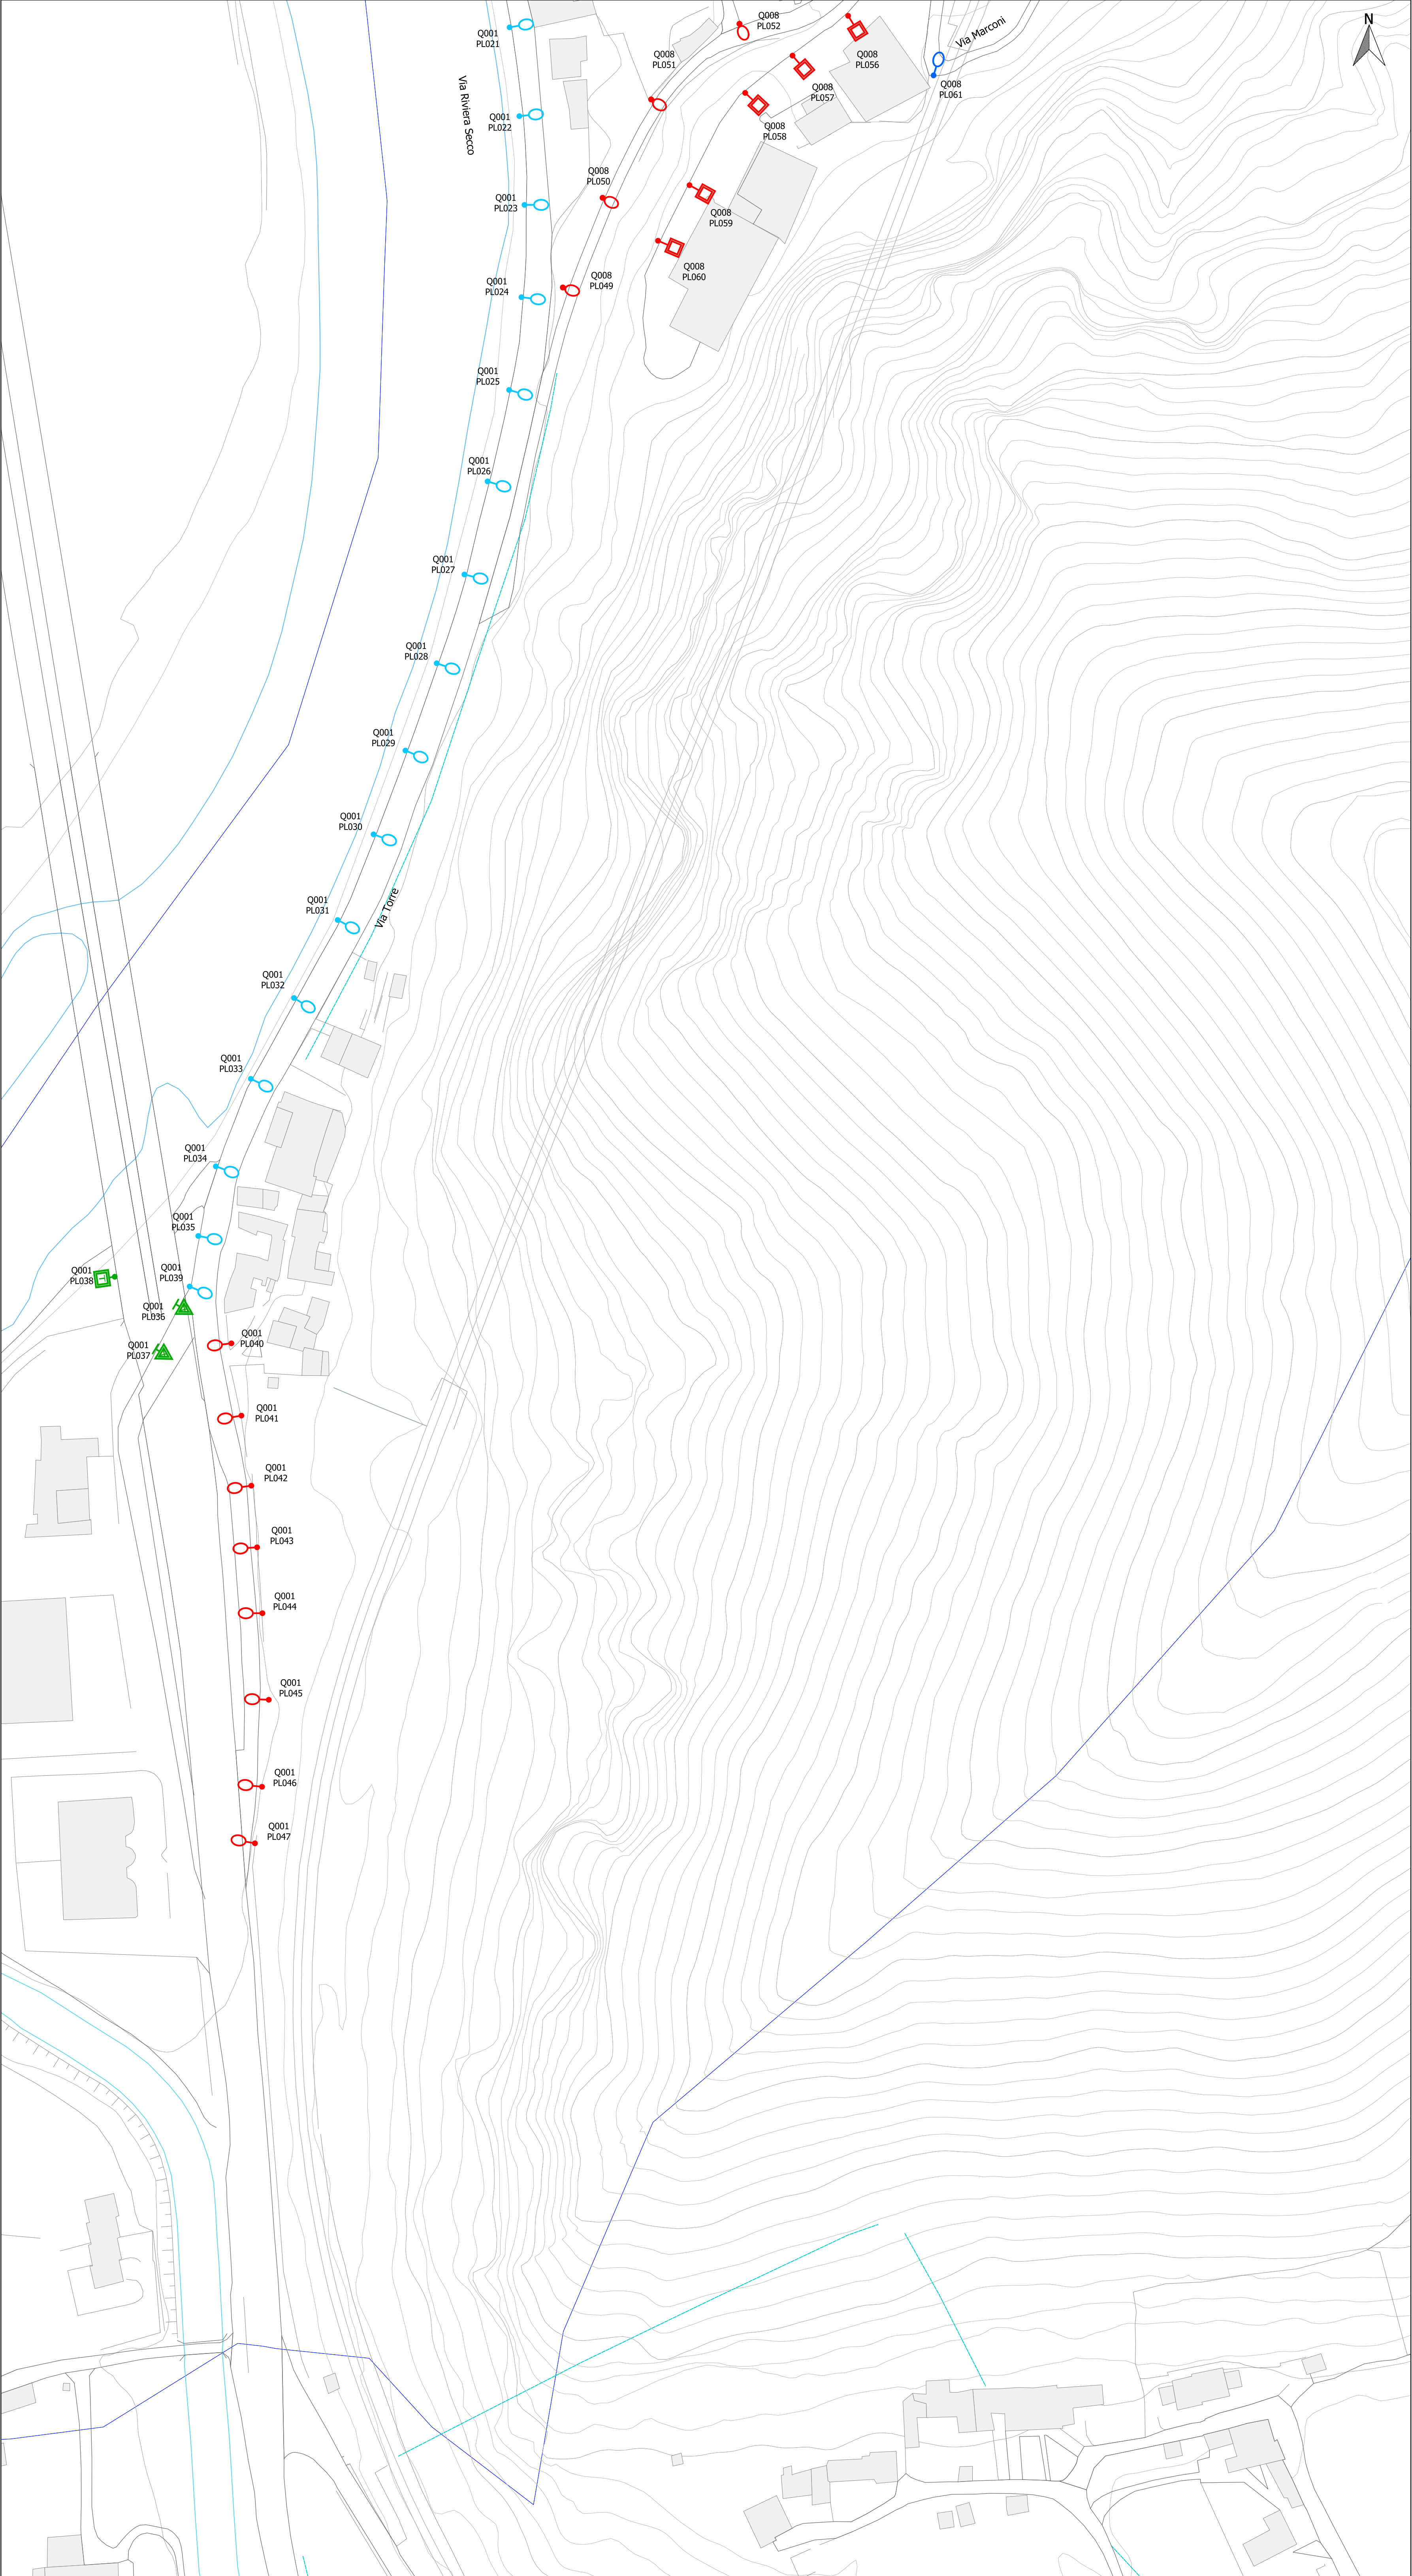 N
Q001
PL021
Q008
PL052
Via Marconi
Q008
PL051
Q008
PL056
Q008
PL057
Q008
PL061
Via Riviera Secco
Q001
PL022
Q008
PL058
Q008
PL050
Q001
PL023
Q008
PL059
Q008
PL060
Q001
PL024
Q008
PL049
Q001
PL025
Q001
PL026
Q001
PL027
Q001
PL028
Q001
PL029
Q001
PL030
Via Torre
Q001
PL031
Q001
PL032
Q001
PL033
Q001
PL034
Q001
PL035
Q001
PL038
Q001
PL039
Q001
PL036
Q001
PL037
Q001
PL040
Q001
PL041
Q001
PL042
Q001
PL043
Q001
PL044
Q001
PL045
Q001
PL046
Q001
PL047